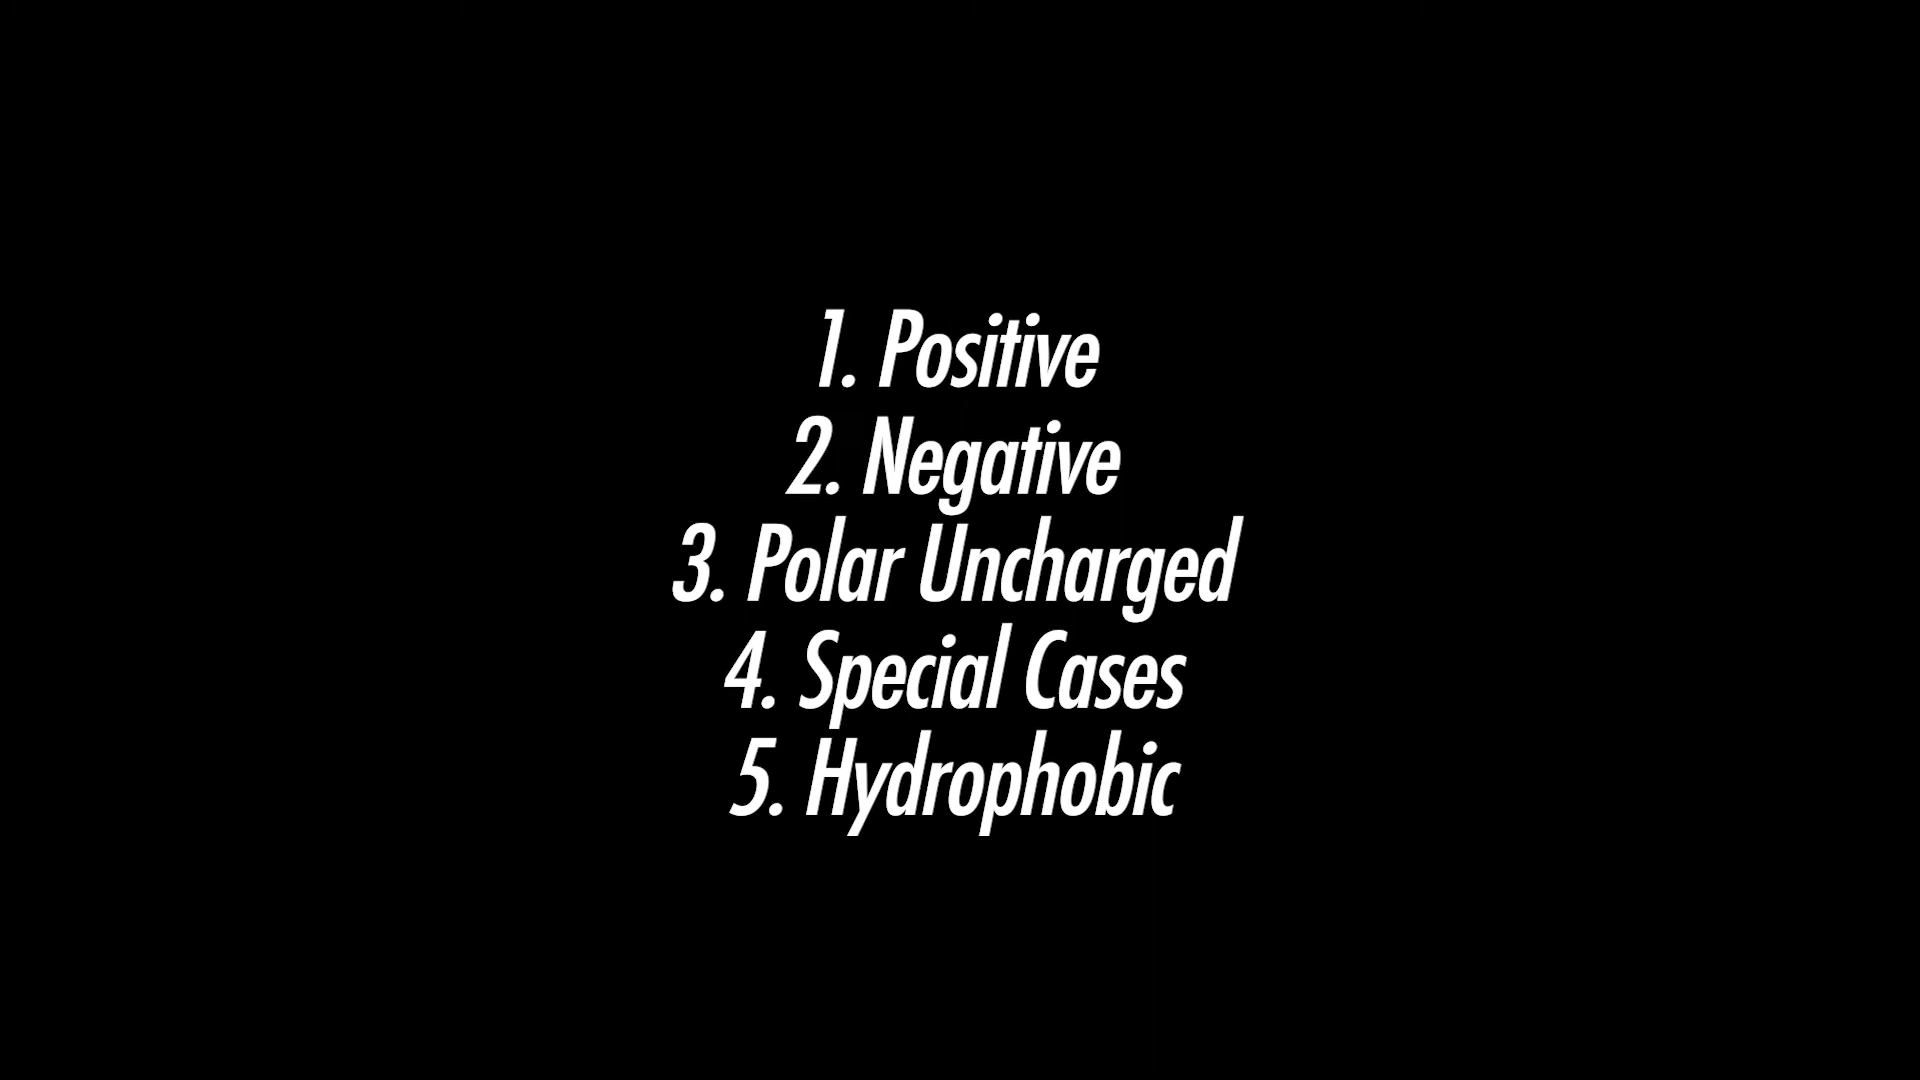 1. Positive
2. Negative
3. Polar Uncharged
4. Special Cases
5. Hydrophobic